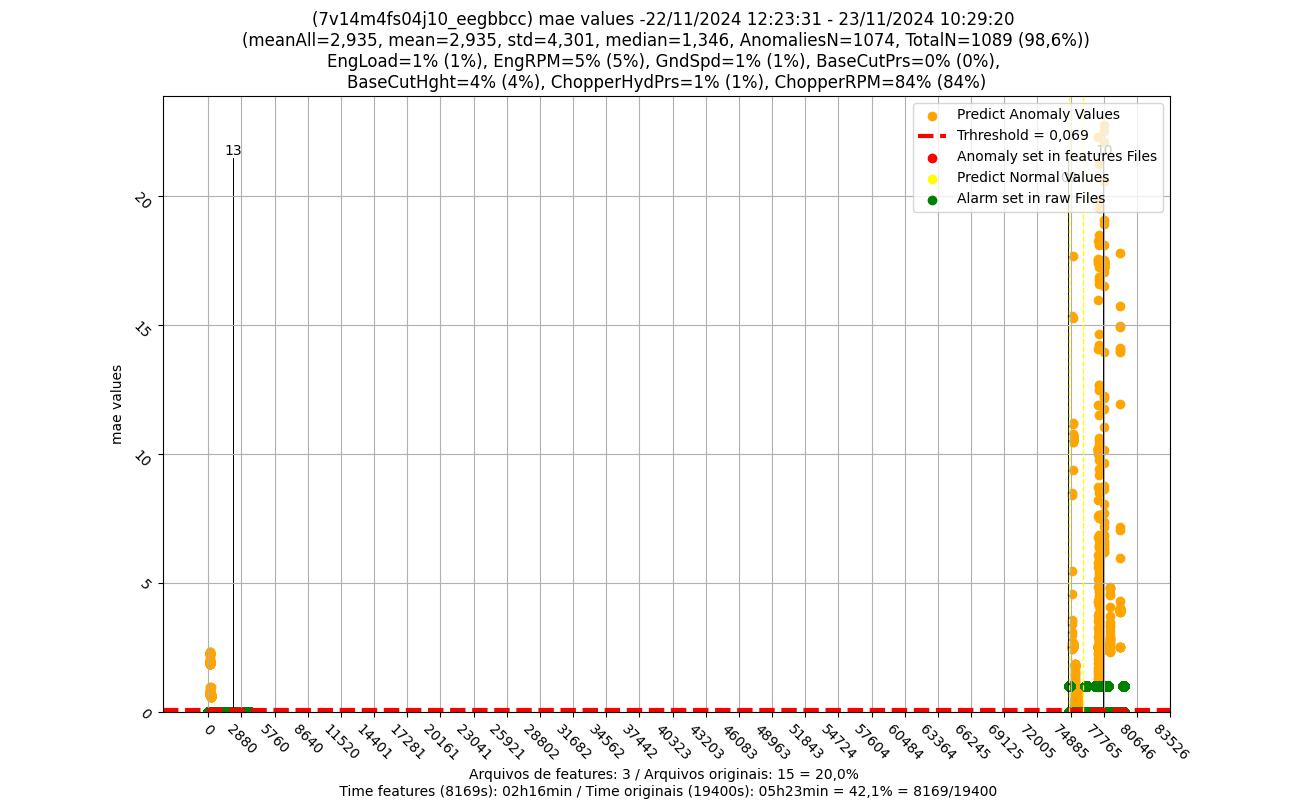 (7v14m4fs04j10_eegbbcc) mae values -22/11/2024 12:23:31 - 23/11/2024 10:29:20
(meanAll=2,935, mean=2,935, std=4,301, median=1,346, AnomaliesN=1074, TotalN=1089 (98,6%))
EngLoad=1% (1%), EngRPM=5% (5%), GndSpd=1% (1%), BaseCutPrs=0% (0%),
BaseCutHght=4% (4%), ChopperHydPrs=1% (1%), ChopperRPM=84% (84%)
Predict Anomaly Values
Trhreshold = 0,069
Anomaly set in features Files
Predict Normal Values
Alarm set in raw Files
13
20
15
10
5
0
mae values
0 2880 5760 8640 11520 14401 17281 20161 23041 25921 28802 31682 34562 37442 40323 43203 46083 48963 51843 54724 57604 60484 63364 66245 69125 72005 74885 77765 80646 83526
Arquivos de features: 3 / Arquivos originais: 15 = 20,0%
Time features (8169s): 02h16min / Time originais (19400s): 05h23min = 42,1% = 8169/19400